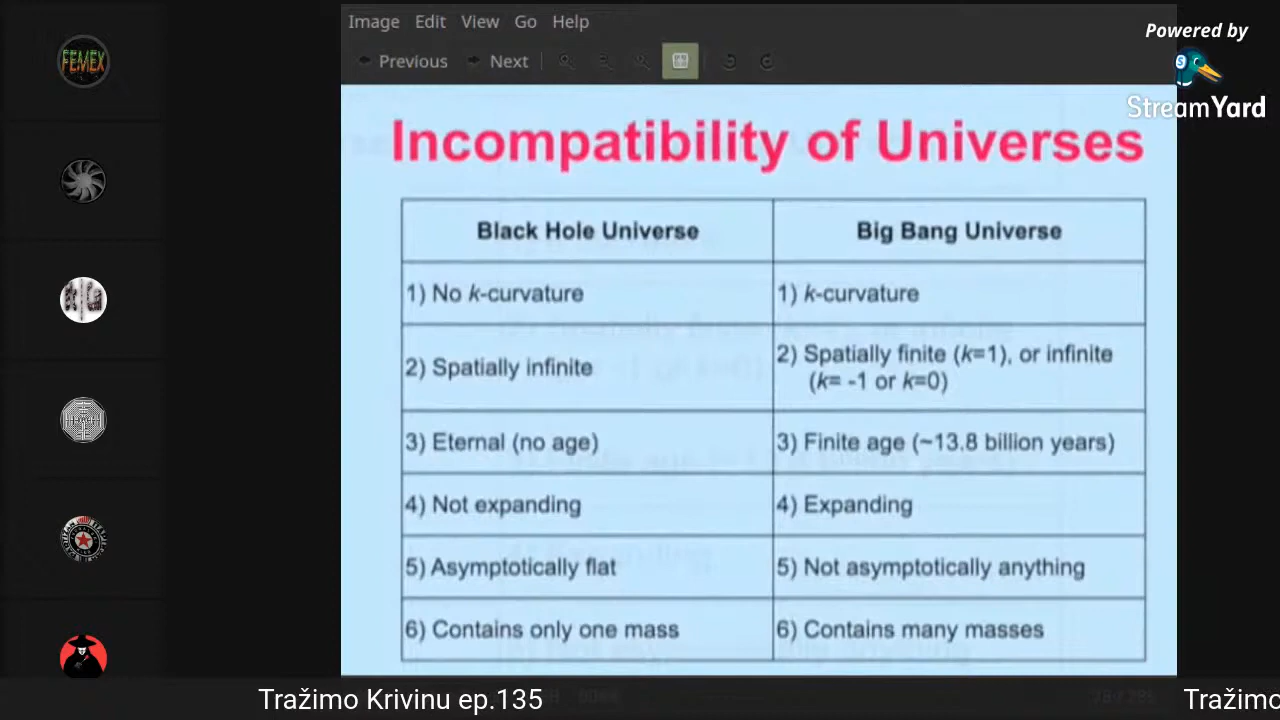 Image Edit View Go Help
Previous Next
Powered by
StreamYard
FEMEX
Incompatibility of Universes
Black Hole Universe Big Bang Universe
1) No k-curvature 1) k-curvature
2) Spatially infinite 2) Spatially finite (k=1), or infinite
(k= -1 or k=0)
3) Eternal (no age) 3) Finite age (~13.8 billion years)
4) Not expanding 4) Expanding
5) Asymptotically flat 5) Not asymptotically anything
6) Contains only one mass 6) Contains many masses
Tražimo Krivinu ep.135 Tražimo